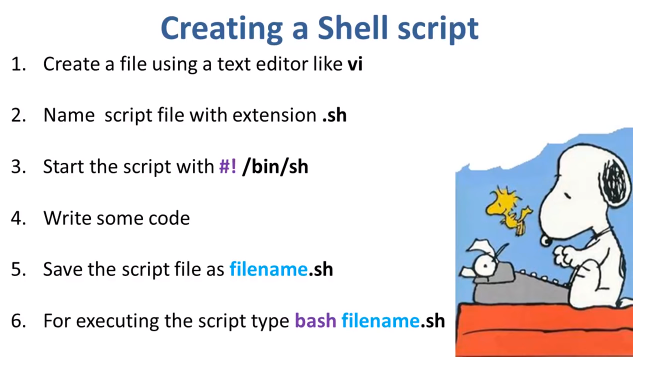 Creating a Shell script
1. Create a file using a text editor like vi
2. Name script file with extension .sh
3. Start the script with #! /bin/sh
4. Write some code
5. Save the script file as filename.sh
6. For executing the script type bash filename.sh